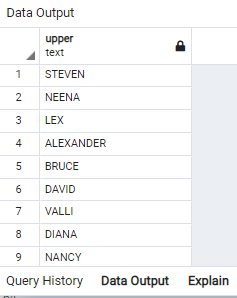 Data Output
upper
text
1 STEVEN
2 NEENA
3 LEX
4 ALEXANDER
5 BRUCE
6 DAVID
7 VALLI
8 DIANA
9 NANCY
Query History Data Output Explain